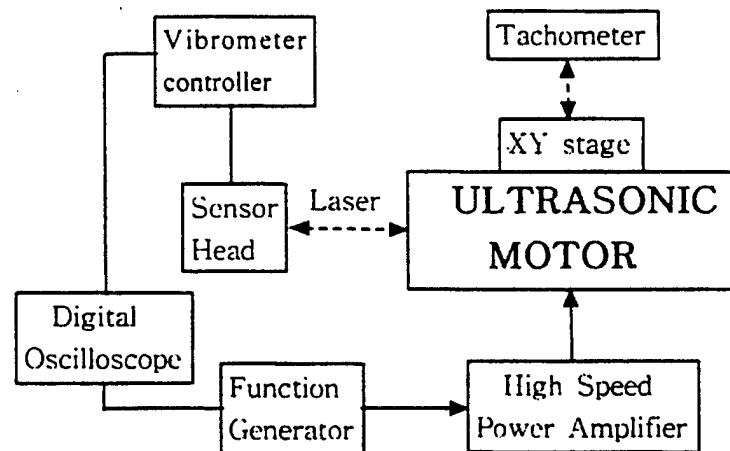 Vibrometer
controller
Tachometer
XY stage
Sensor
Head
Laser
ULTRASONIC
MOTOR
Digital
Oscilloscope
Function
Generator
High Speed
Power Amplifier